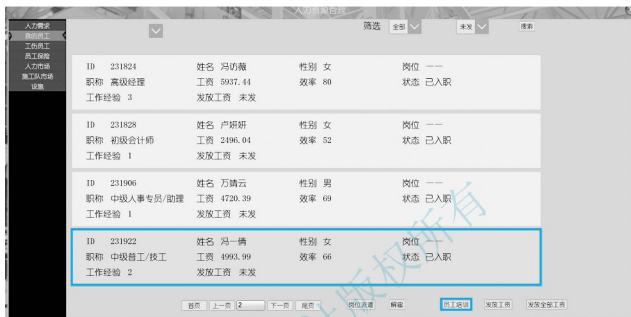 人力资源管理
人力需求
我的员工
工伤员工
员工保险
人力市场
施工队市场
设施
筛选 全部 未发 搜索
ID 231824 姓名 冯访薇 性别 女 岗位 ——
职称 高级经理 工资 5937.44 效率 80 状态 已入职
工作经验 3 发放工资 未发
ID 231828 姓名 卢妍妍 性别 女 岗位 ——
职称 初级会计师 工资 2496.04 效率 52 状态 已入职
工作经验 1 发放工资 未发
ID 231906 姓名 万婧云 性别 男 岗位 ——
职称 中级人事专员/助理 工资 4720.39 效率 69 状态 已入职
工作经验 1 发放工资 未发
ID 231922 姓名 冯一倩 性别 女 岗位 ——
职称 中级普工/技工 工资 4993.99 效率 66 状态 已入职
工作经验 2 发放工资 未发
首页 上一页 2 下一页 尾页 岗位派遣 解雇 员工培训 发放工资 发放全部工资
版权所有